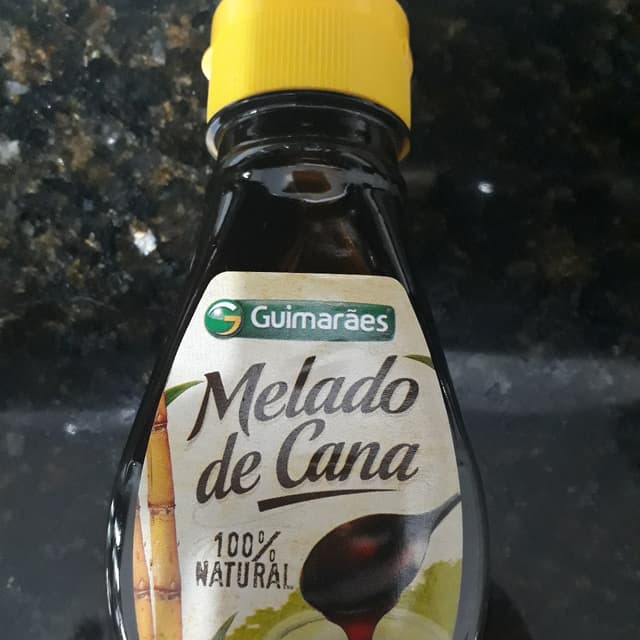 Guimarães
Melado
de Cana
100%
NATURAL